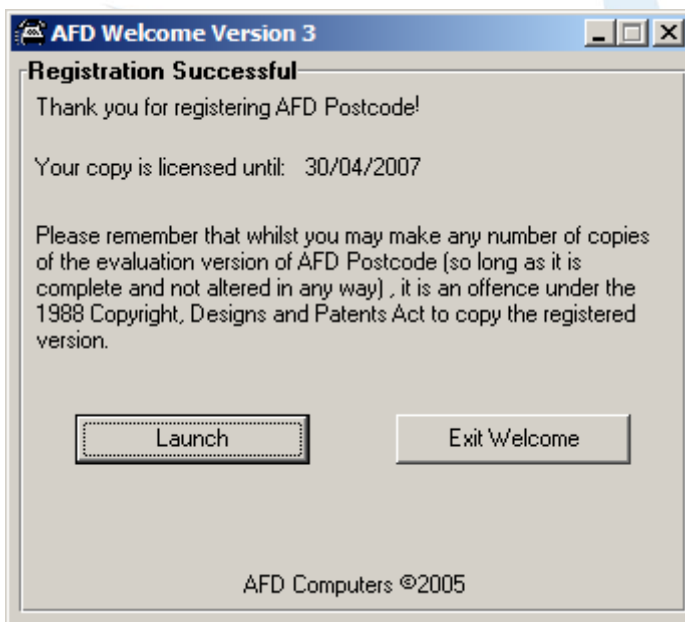 AFD Welcome Version 3
Registration Successful
Thank you for registering AFD Postcode!
Your copy is licensed until: 30/04/2007
Please remember that whilst you may make any number of copies
of the evaluation version of AFD Postcode (so long as it is
complete and not altered in any way) , it is an offence under the
1988 Copyright, Designs and Patents Act to copy the registered
version.
Launch
Exit Welcome
AFD Computers ©2005